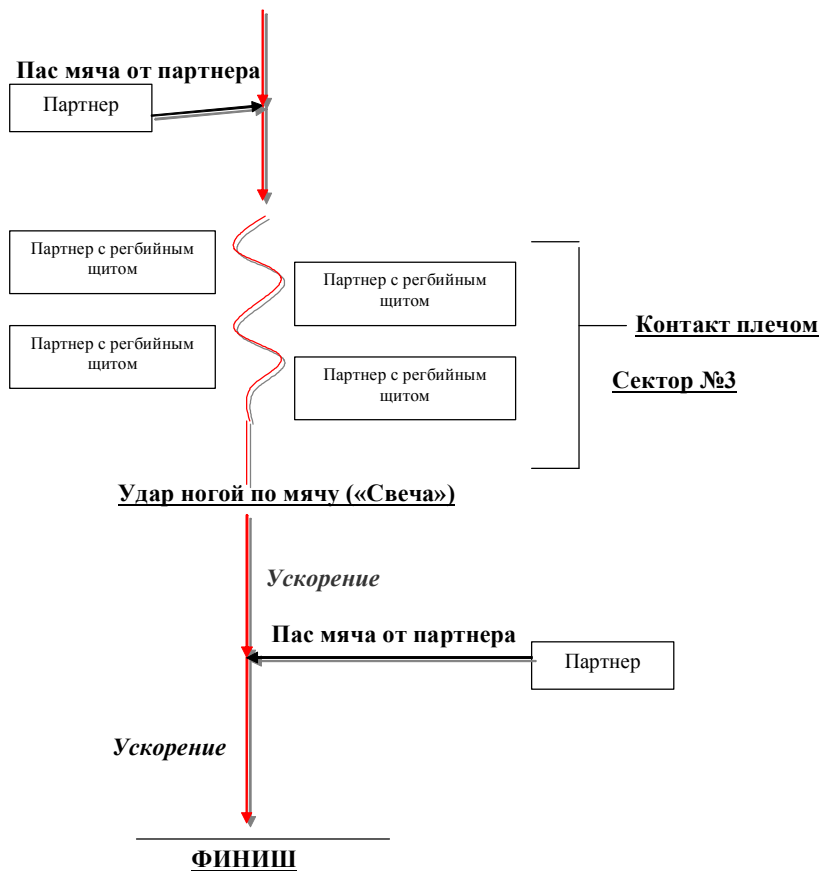 Пас мяча от партнера
Партнер
Партнер с регбийным
щитом
Партнер с регбийным
щитом
Контакт плечом
Партнер с регбийным
щитом
Партнер с регбийным
щитом
Сектор №3
Удар ногой по мячу («Свеча»)
Ускорение
Пас мяча от партнера
Партнер
Ускорение
ФИНИШ